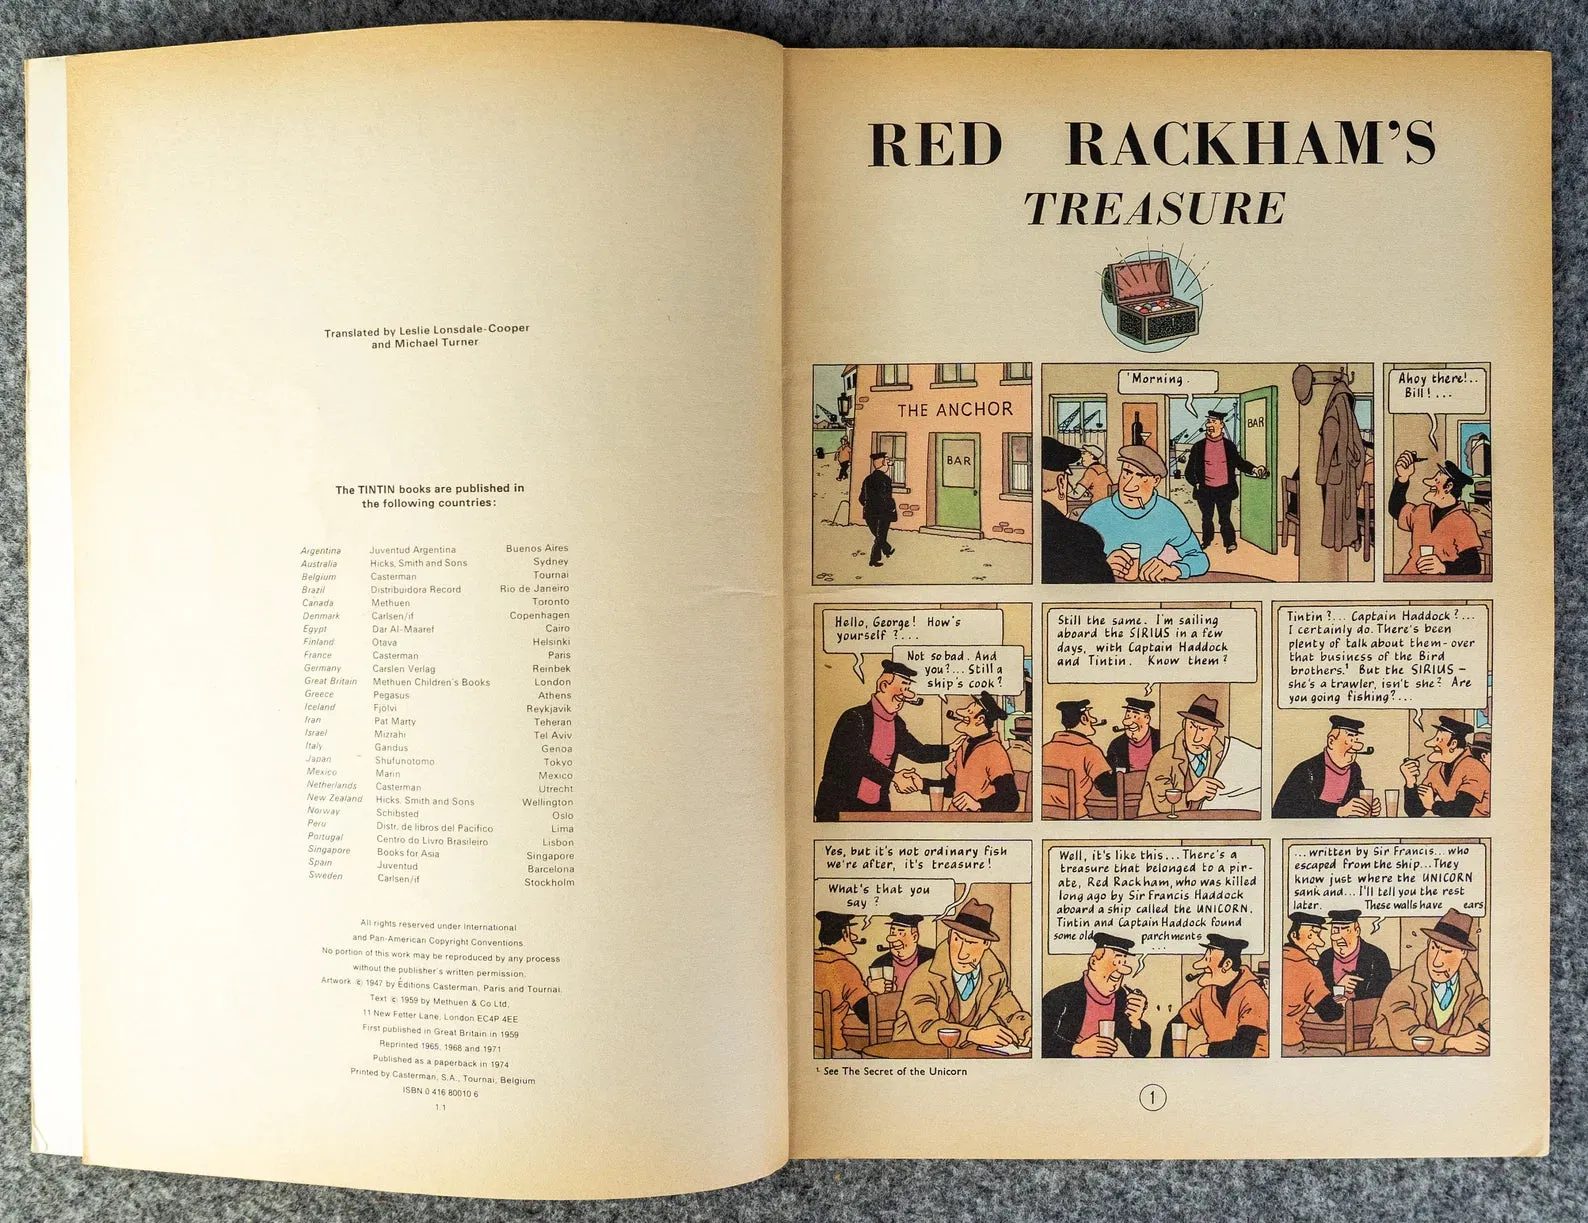 Translated by Leslie Lonsdale-Cooper
and Michael Turner
The TINTIN books are published in
the following countries:
Argentina Juventud Argentina Buenos Aires
Australia Hicks, Smith and Sons Sydney
Belgium Casterman Tournai
Brazil Distribuidora Record Rio de Janeiro
Canada Methuen Toronto
Denmark Carlsen/if Copenhagen
Egypt Dar Al-Maaref Cairo
Finland Otava Helsinki
France Casterman Paris
Germany Carslen Verlag Reinbek
Great Britain Methuen Children's Books London
Greece Pegasus Athens
Iceland Fjölvi Reykjavik
Iran Pat Marty Teheran
Israel Mizrahi Tel Aviv
Italy Gandus Genoa
Japan Shufunotomo Tokyo
Mexico Marin Mexico
Netherlands Casterman Utrecht
New Zealand Hicks, Smith and Sons Wellington
Norway Schibsted Oslo
Peru Distr. de libros del Pacifico Lima
Portugal Centro do Livro Brasileiro Lisbon
Singapore Books for Asia Singapore
Spain Juventud Barcelona
Sweden Carlsen/if Stockholm
All rights reserved under International
and Pan-American Copyright Conventions.
No portion of this work may be reproduced by any process
without the publisher's written permission.
Artwork © 1947 by Editions Casterman, Paris and Tournai.
Text © 1959 by Methuen & Co Ltd,
11 New Fetter Lane, London EC4P 4EE
First published in Great Britain in 1959
Reprinted 1965, 1968 and 1971
Published as a paperback in 1974
Printed by Casterman, S.A., Tournai, Belgium
ISBN 0 416 80010 6
1.1
RED RACKHAM'S
TREASURE
THE ANCHOR
BAR
'Morning.
BAR
Ahoy there!..
Bill!...
Hello, George! How's
yourself?...
Not so bad. And
you?... Still a
ship's cook?
Still the same. I'm sailing
aboard the SIRIUS in a few
days, with Captain Haddock
and Tintin. Know them?
Tintin?... Captain Haddock?...
I certainly do. There's been
plenty of talk about them - over
that business of the Bird
brothers.¹ But the SIRIUS –
she's a trawler, isn't she? Are
you going fishing?...
Yes, but it's not ordinary fish
we're after, it's treasure!
What's that you
say?
Well, it's like this... There's a
treasure that belonged to a pir-
ate, Red Rackham, who was killed
long ago by Sir Francis Haddock
aboard a ship called the UNICORN.
Tintin and Captain Haddock found
some old parchments
...
...written by Sir Francis... who
escaped from the ship... They
know just where the UNICORN
sank and... I'll tell you the rest
later. These walls have ears
¹· See The Secret of the Unicorn
1